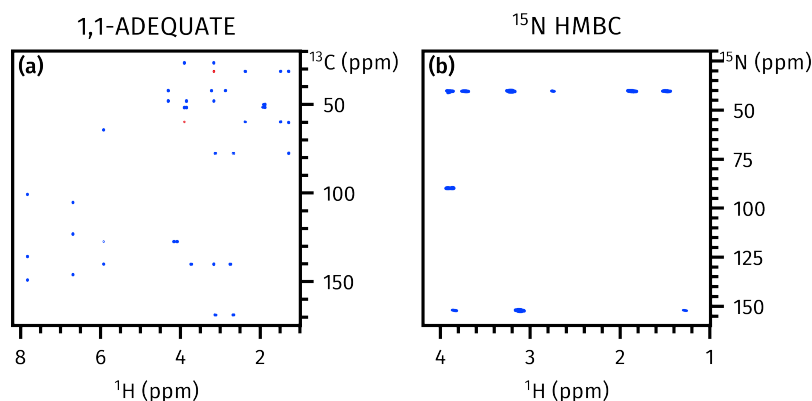 1,1-ADEQUATE
(a)
¹³C (ppm)
50
100
150
8 6 4 2
¹H (ppm)
¹⁵N HMBC
(b)
¹⁵N (ppm)
50
75
100
125
150
4 3 2 1
¹H (ppm)